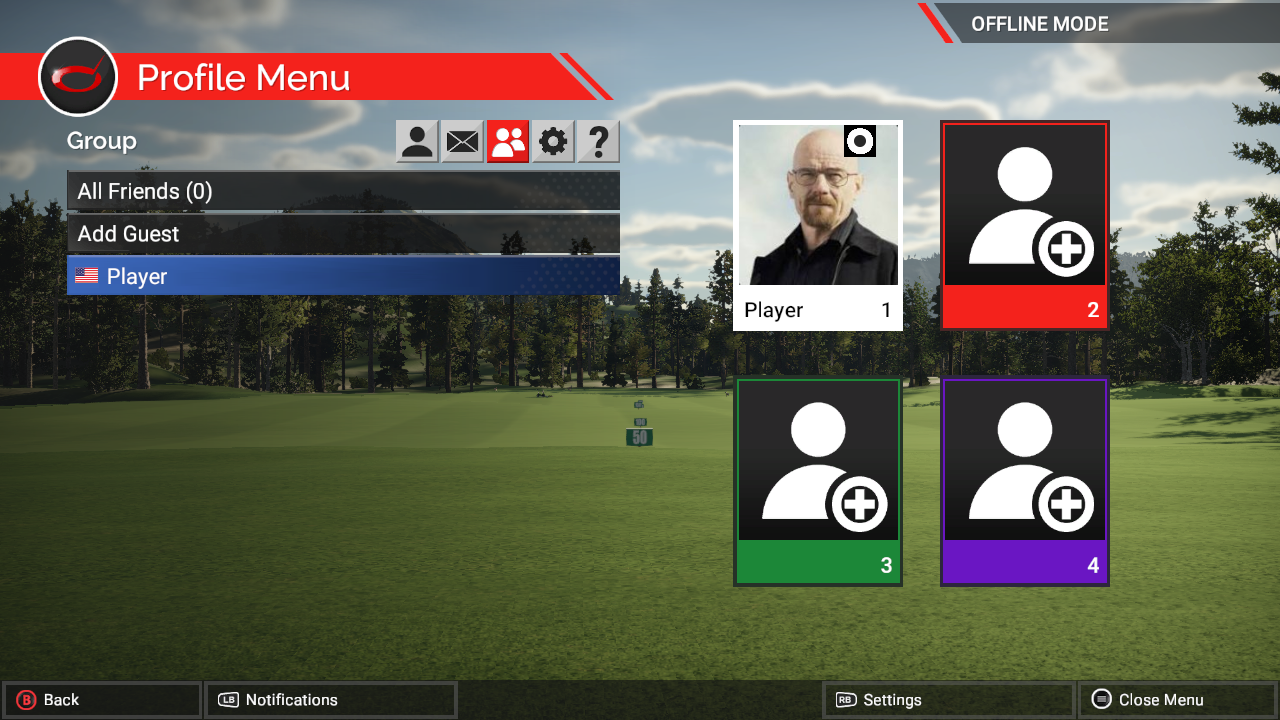 OFFLINE MODE
Profile Menu
Group
?
All Friends (0)
Add Guest
Player
Player 1
2
50
3
4
B Back
LB Notifications
RB Settings
Close Menu